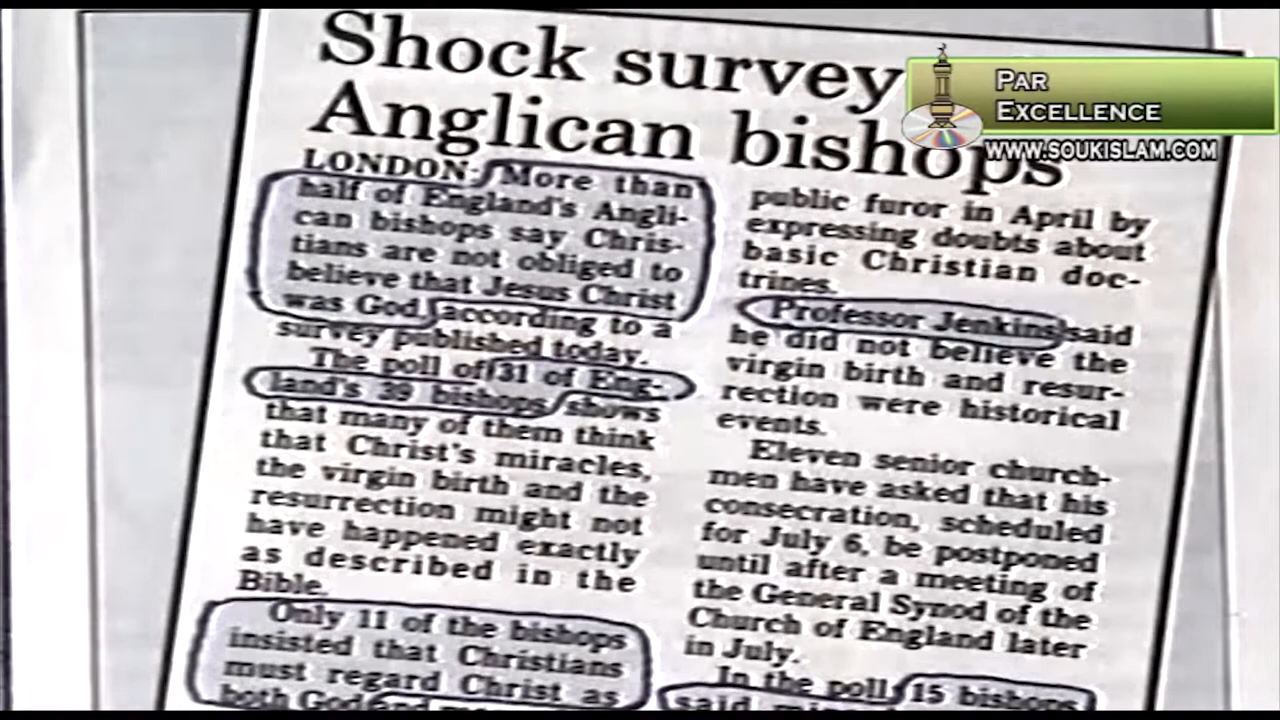 Shock survey
Anglican bishops
LONDON: More than
half of England's Angli-
can bishops say Chris-
tians are not obliged to
believe that Jesus Christ
was God, according to a
survey published today.
The poll of 31 of Eng-
land's 39 bishops shows
that many of them think
that Christ's miracles,
the virgin birth and the
resurrection might not
have happened exactly
as described in the
Bible.
Only 11 of the bishops
insisted that Christians
must regard Christ as
both God and
public furor in April by
expressing doubts about
basic Christian doc-
trines.
Professor Jenkins said
he did not believe the
virgin birth and resur-
rection were historical
events.
Eleven senior church-
men have asked that his
consecration, scheduled
for July 6, be postponed
until after a meeting of
the General Synod of the
Church of England later
in July.
In the poll, 15 bishops
said
PAR
EXCELLENCE
WWW.SOUKISLAM.COM